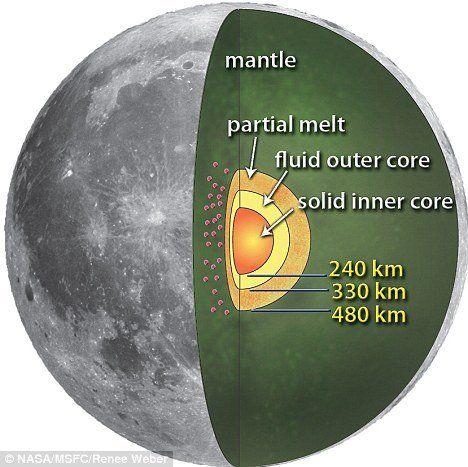 mantle
partial melt
fluid outer core
solid inner core
240 km
330 km
480 km
© NASA/MSFC/Renee Weber